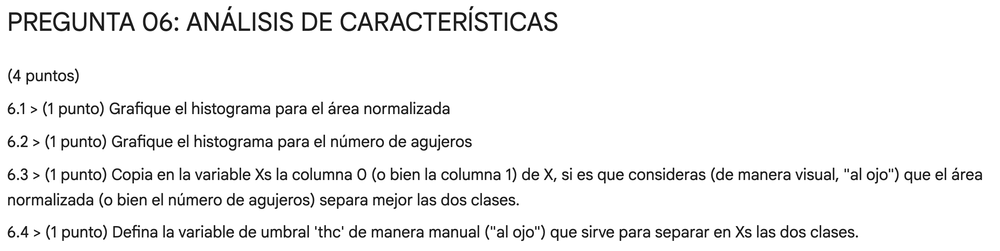 PREGUNTA 06: ANÁLISIS DE CARACTERÍSTICAS
(4 puntos)
6.1 > (1 punto) Grafique el histograma para el área normalizada
6.2 > (1 punto) Grafique el histograma para el número de agujeros
6.3 > (1 punto) Copia en la variable Xs la columna 0 (o bien la columna 1) de X, si es que consideras (de manera visual, "al ojo") que el área
normalizada (o bien el número de agujeros) separa mejor las dos clases.
6.4 > (1 punto) Defina la variable de umbral 'thc' de manera manual ("al ojo") que sirve para separar en Xs las dos clases.